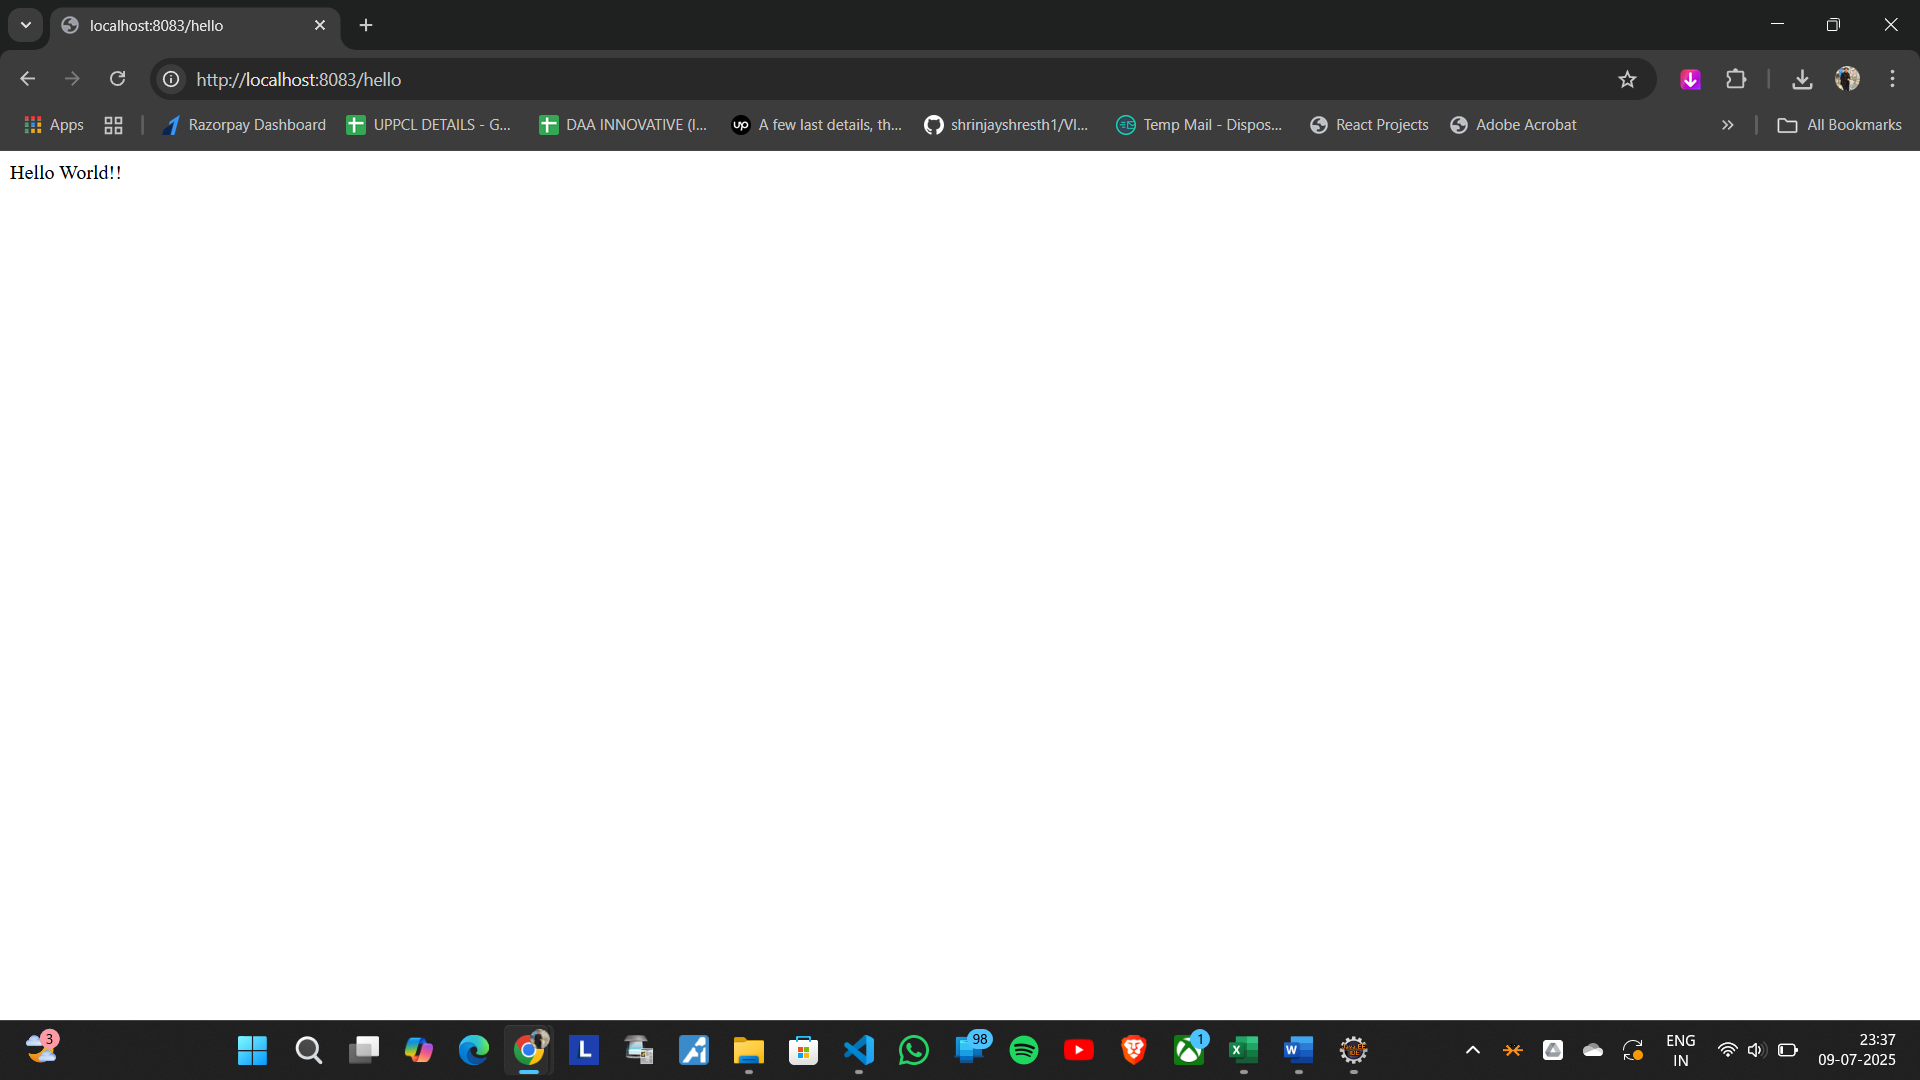 localhost:8083/hello
http://localhost:8083/hello
Apps
Razorpay Dashboard
UPPCL DETAILS - G...
DAA INNOVATIVE (I...
up
A few last details, th...
shrinjayshresth1/VI...
Temp Mail - Dispos...
React Projects
Adobe Acrobat
All Bookmarks
Hello World!!
3
L
98
1
X
W
ENG
IN
23:37
09-07-2025